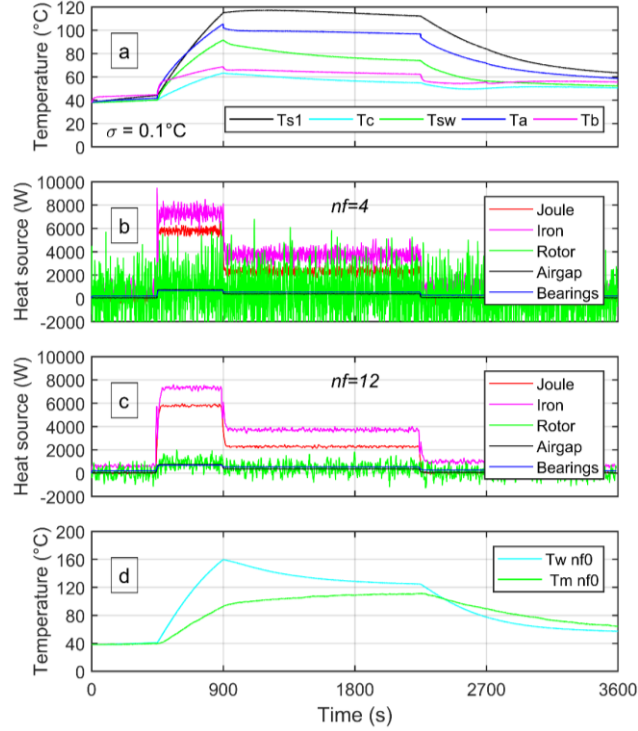 120
100
80
60
40
20
0
Temperature (°C)
a
σ = 0.1°C
Ts1 Tc Tsw Ta Tb
10000
8000
6000
4000
2000
0
-2000
Heat source (W)
b
nf=4
Joule
Iron
Rotor
Airgap
Bearings
10000
8000
6000
4000
2000
0
-2000
Heat source (W)
c
nf=12
Joule
Iron
Rotor
Airgap
Bearings
200
160
120
80
40
0
Temperature (°C)
d
Tw nf0
Tm nf0
0 900 1800 2700 3600
Time (s)